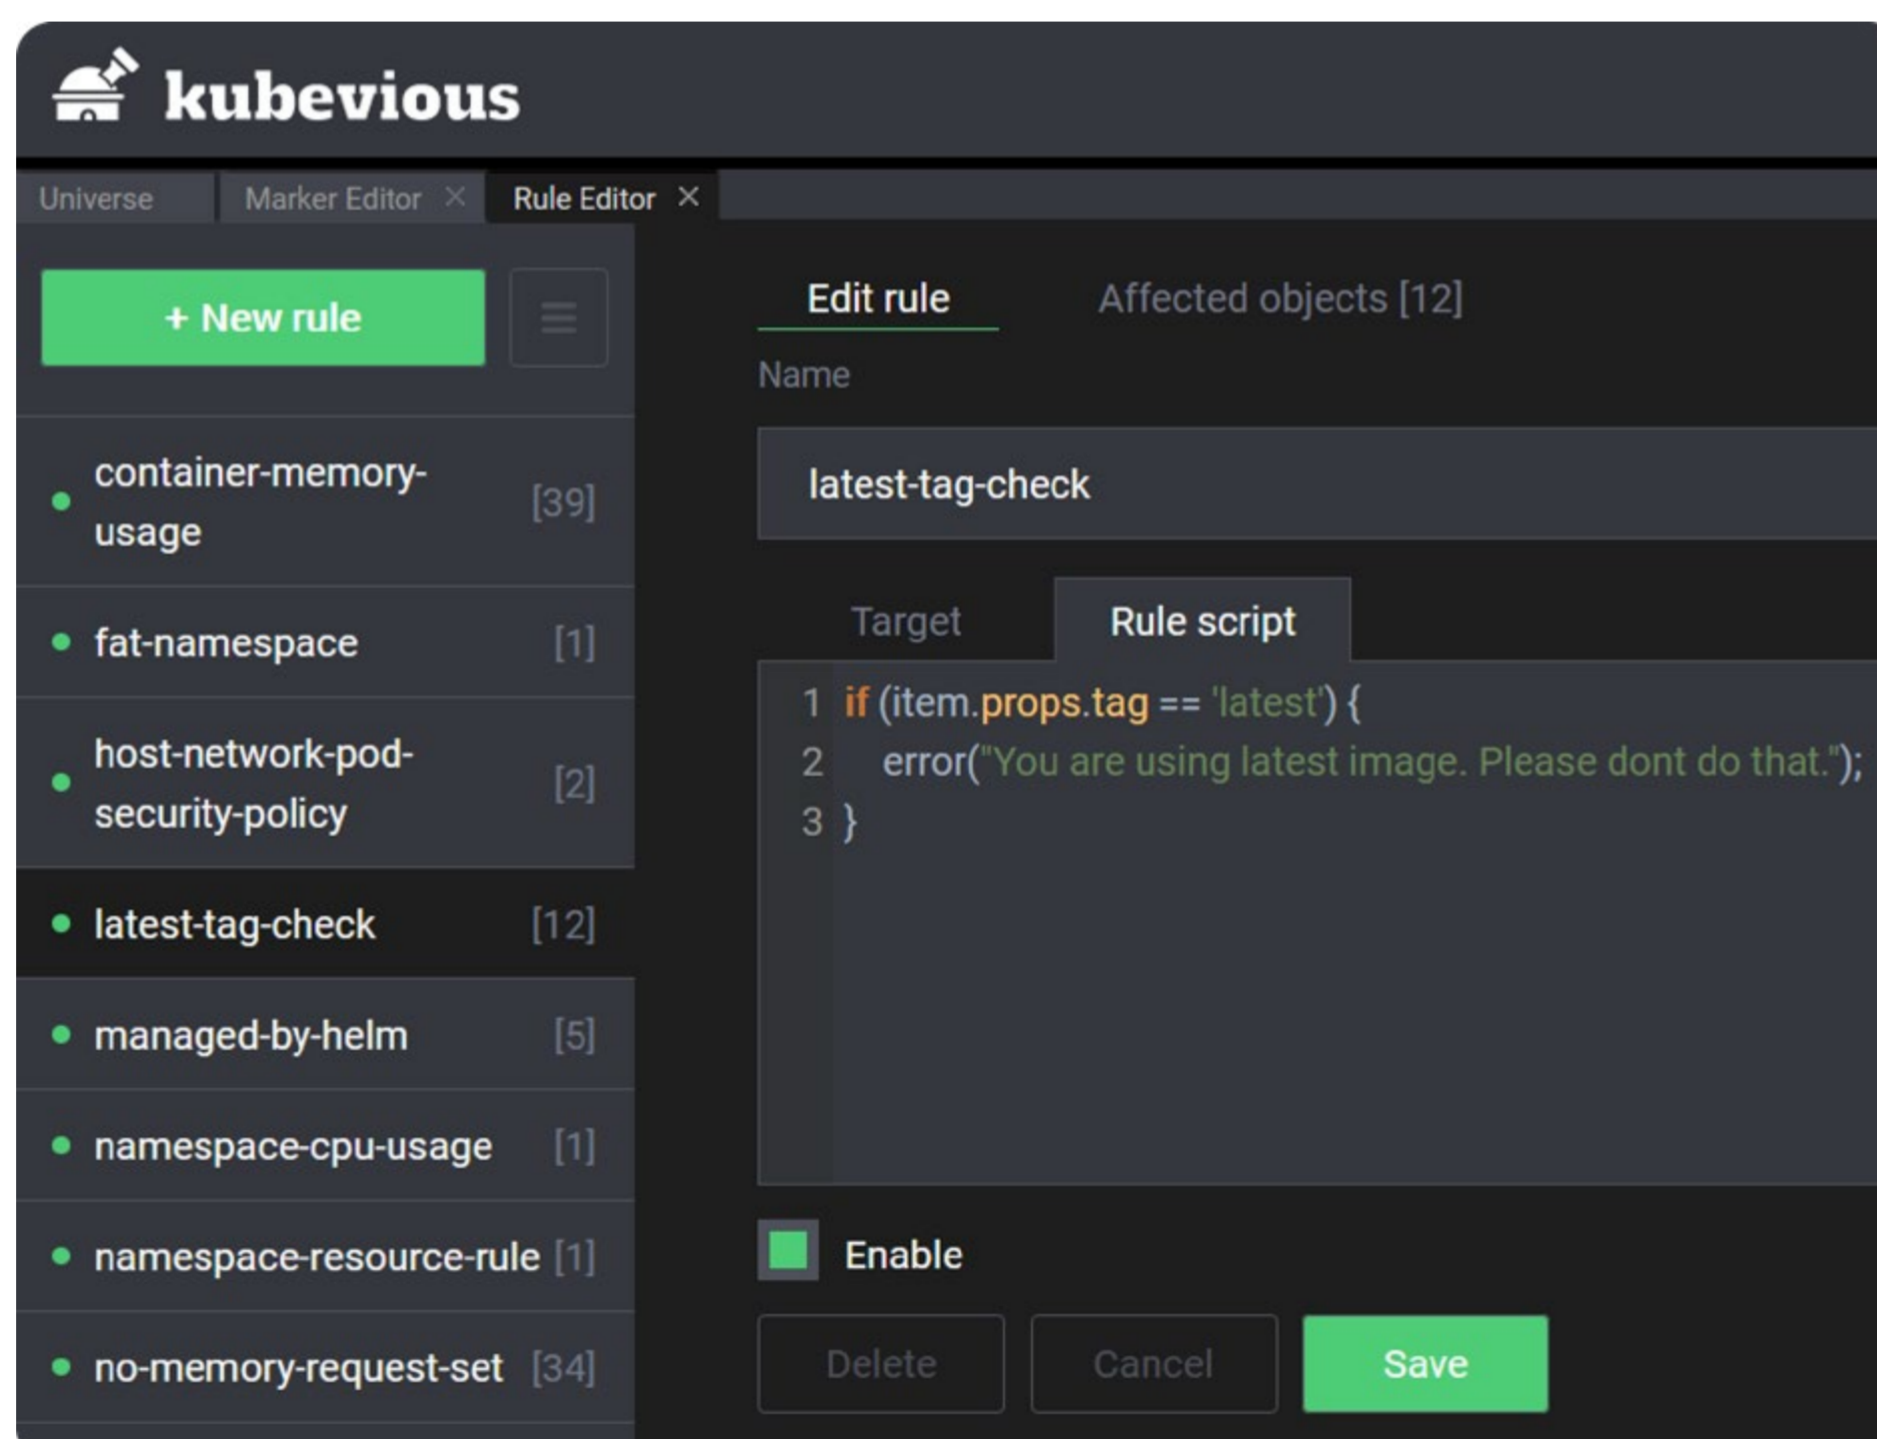 kubevious
Universe
Marker Editor ×
Rule Editor ×
+ New rule
container-memory-
usage
[39]
fat-namespace [1]
host-network-pod-
security-policy
[2]
latest-tag-check [12]
managed-by-helm [5]
namespace-cpu-usage [1]
namespace-resource-rule [1]
no-memory-request-set [34]
Edit rule
Affected objects [12]
Name
latest-tag-check
Target
Rule script
1 if (item.props.tag == 'latest') {
2 error("You are using latest image. Please dont do that.");
3 }
Enable
Delete
Cancel
Save